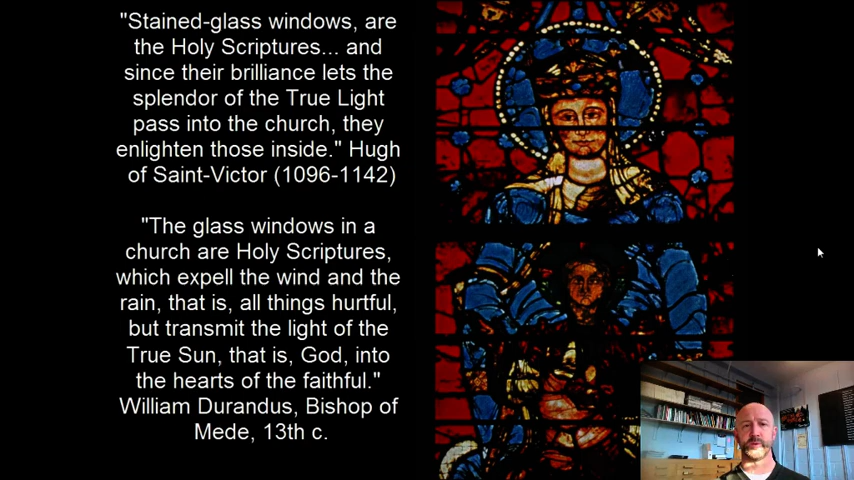 "Stained-glass windows, are
the Holy Scriptures... and
since their brilliance lets the
splendor of the True Light
pass into the church, they
enlighten those inside." Hugh
of Saint-Victor (1096-1142)
"The glass windows in a
church are Holy Scriptures,
which expell the wind and the
rain, that is, all things hurtful,
but transmit the light of the
True Sun, that is, God, into
the hearts of the faithful."
William Durandus, Bishop of
Mede, 13th c.